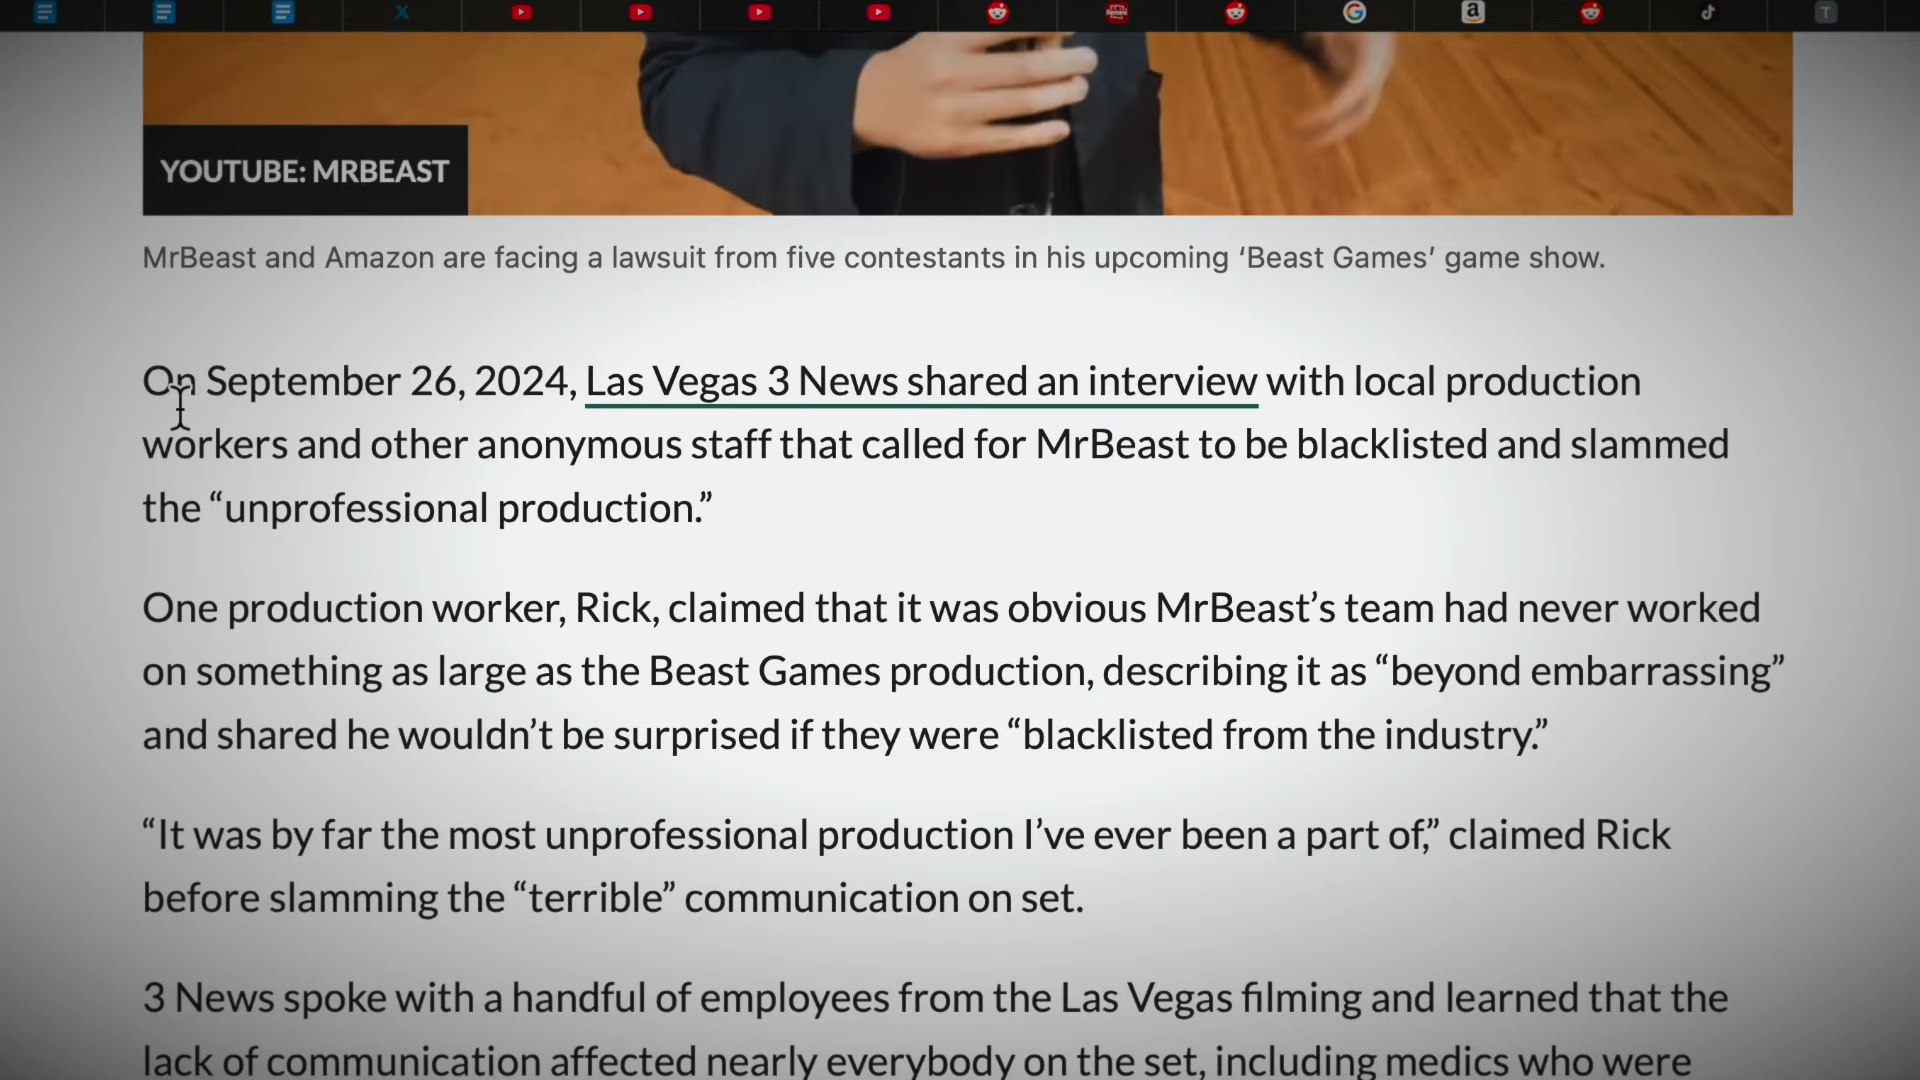 YOUTUBE: MRBEAST
MrBeast and Amazon are facing a lawsuit from five contestants in his upcoming ‘Beast Games’ game show.
On September 26, 2024, Las Vegas 3 News shared an interview with local production
workers and other anonymous staff that called for MrBeast to be blacklisted and slammed
the “unprofessional production.”
One production worker, Rick, claimed that it was obvious MrBeast’s team had never worked
on something as large as the Beast Games production, describing it as “beyond embarrassing”
and shared he wouldn’t be surprised if they were “blacklisted from the industry.”
“It was by far the most unprofessional production I’ve ever been a part of,” claimed Rick
before slamming the “terrible” communication on set.
3 News spoke with a handful of employees from the Las Vegas filming and learned that the
lack of communication affected nearly everybody on the set, including medics who were